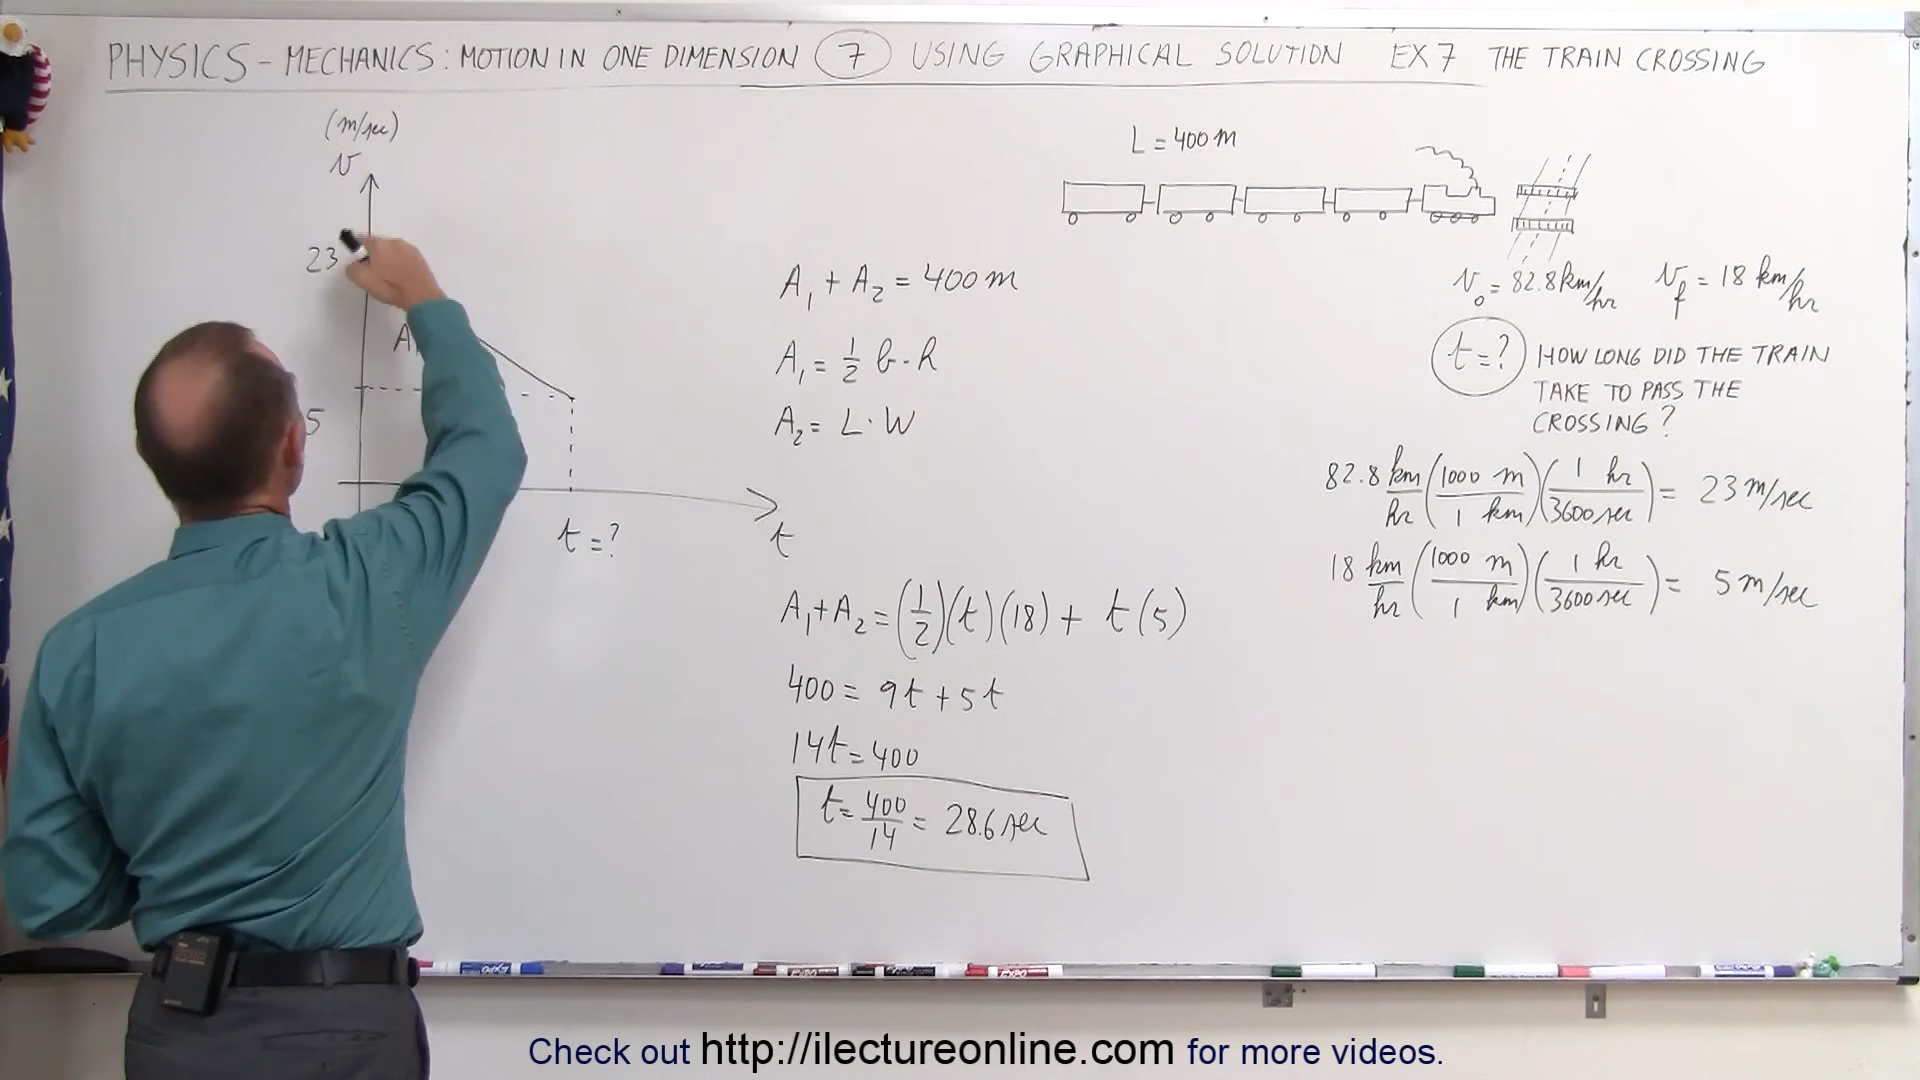 PHYSICS - MECHANICS: MOTION IN ONE DIMENSION 7 USING GRAPHICAL SOLUTION EX 7 THE TRAIN CROSSING
(m/sec)
v
23
A
5
t = ?
t
A₁ + A₂ = 400 m
A₁ = 1/2 b · h
A₂ = L · W
A₁ + A₂ = (1/2)(t)(18) + t(5)
400 = 9t + 5t
14t = 400
t = 400/14 = 28.6 sec
L = 400 m
v₀ = 82.8 km/hr v_f = 18 km/hr
t = ? HOW LONG DID THE TRAIN
TAKE TO PASS THE
CROSSING?
82.8 km/hr (1000 m/1 km)(1 hr/3600 sec) = 23 m/sec
18 km/hr (1000 m/1 km)(1 hr/3600 sec) = 5 m/sec
EXPO
EXPO
EXPO
Check out http://ilectureonline.com for more videos.